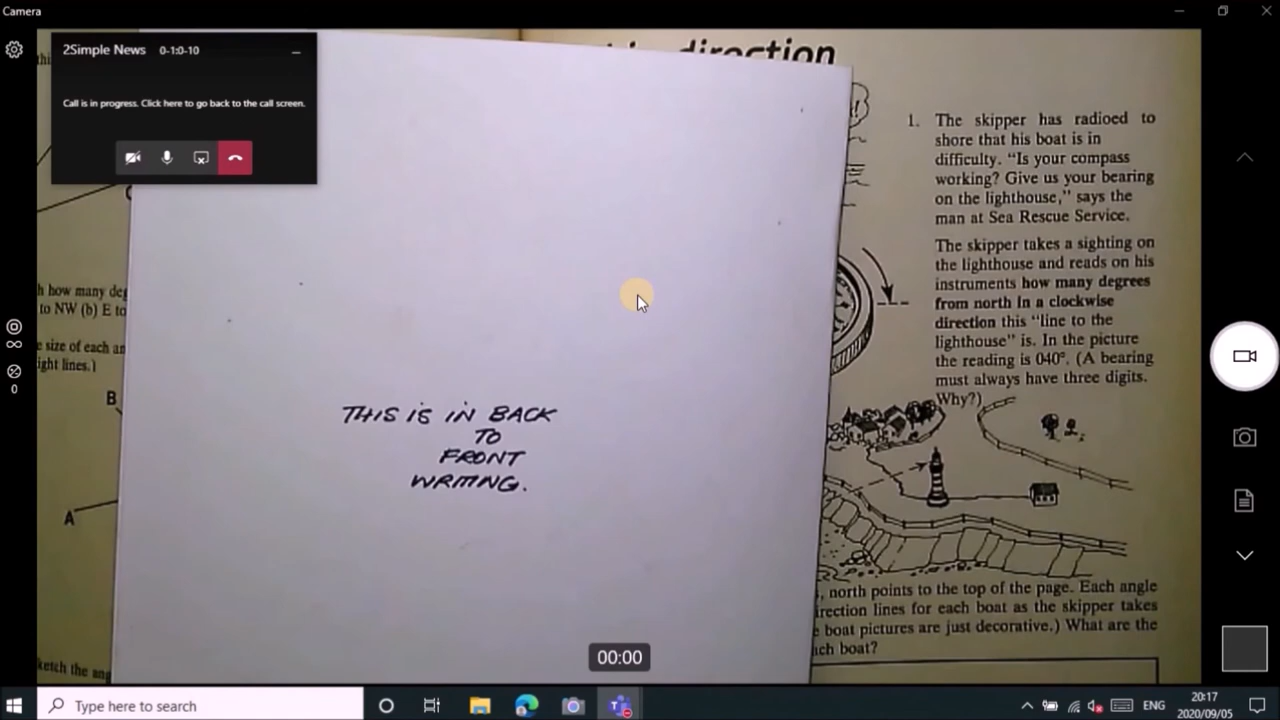 Camera
2Simple News 0-1:0-10
Call is in progress. Click here to go back to the call screen.
direction
1. The skipper has radioed to
shore that his boat is in
difficulty. "Is your compass
working? Give us your bearing
on the lighthouse," says the
man at Sea Rescue Service.
The skipper takes a sighting on
the lighthouse and reads on his
instruments how many degrees
from north in a clockwise
direction this "line to the
lighthouse" is. In the picture
the reading is 040°. (A bearing
must always have three digits.
Why?)
h how many deg
to NW (b) E to
e size of each an
ight lines.)
B
A
THIS IS IN BACK
TO
FRONT
WRITING.
, north points to the top of the page. Each angle
irection lines for each boat as the skipper takes
e boat pictures are just decorative.) What are the
ach boat?
ketch the ang
0
00:00
Type here to search
ENG
20:17
2020/09/05